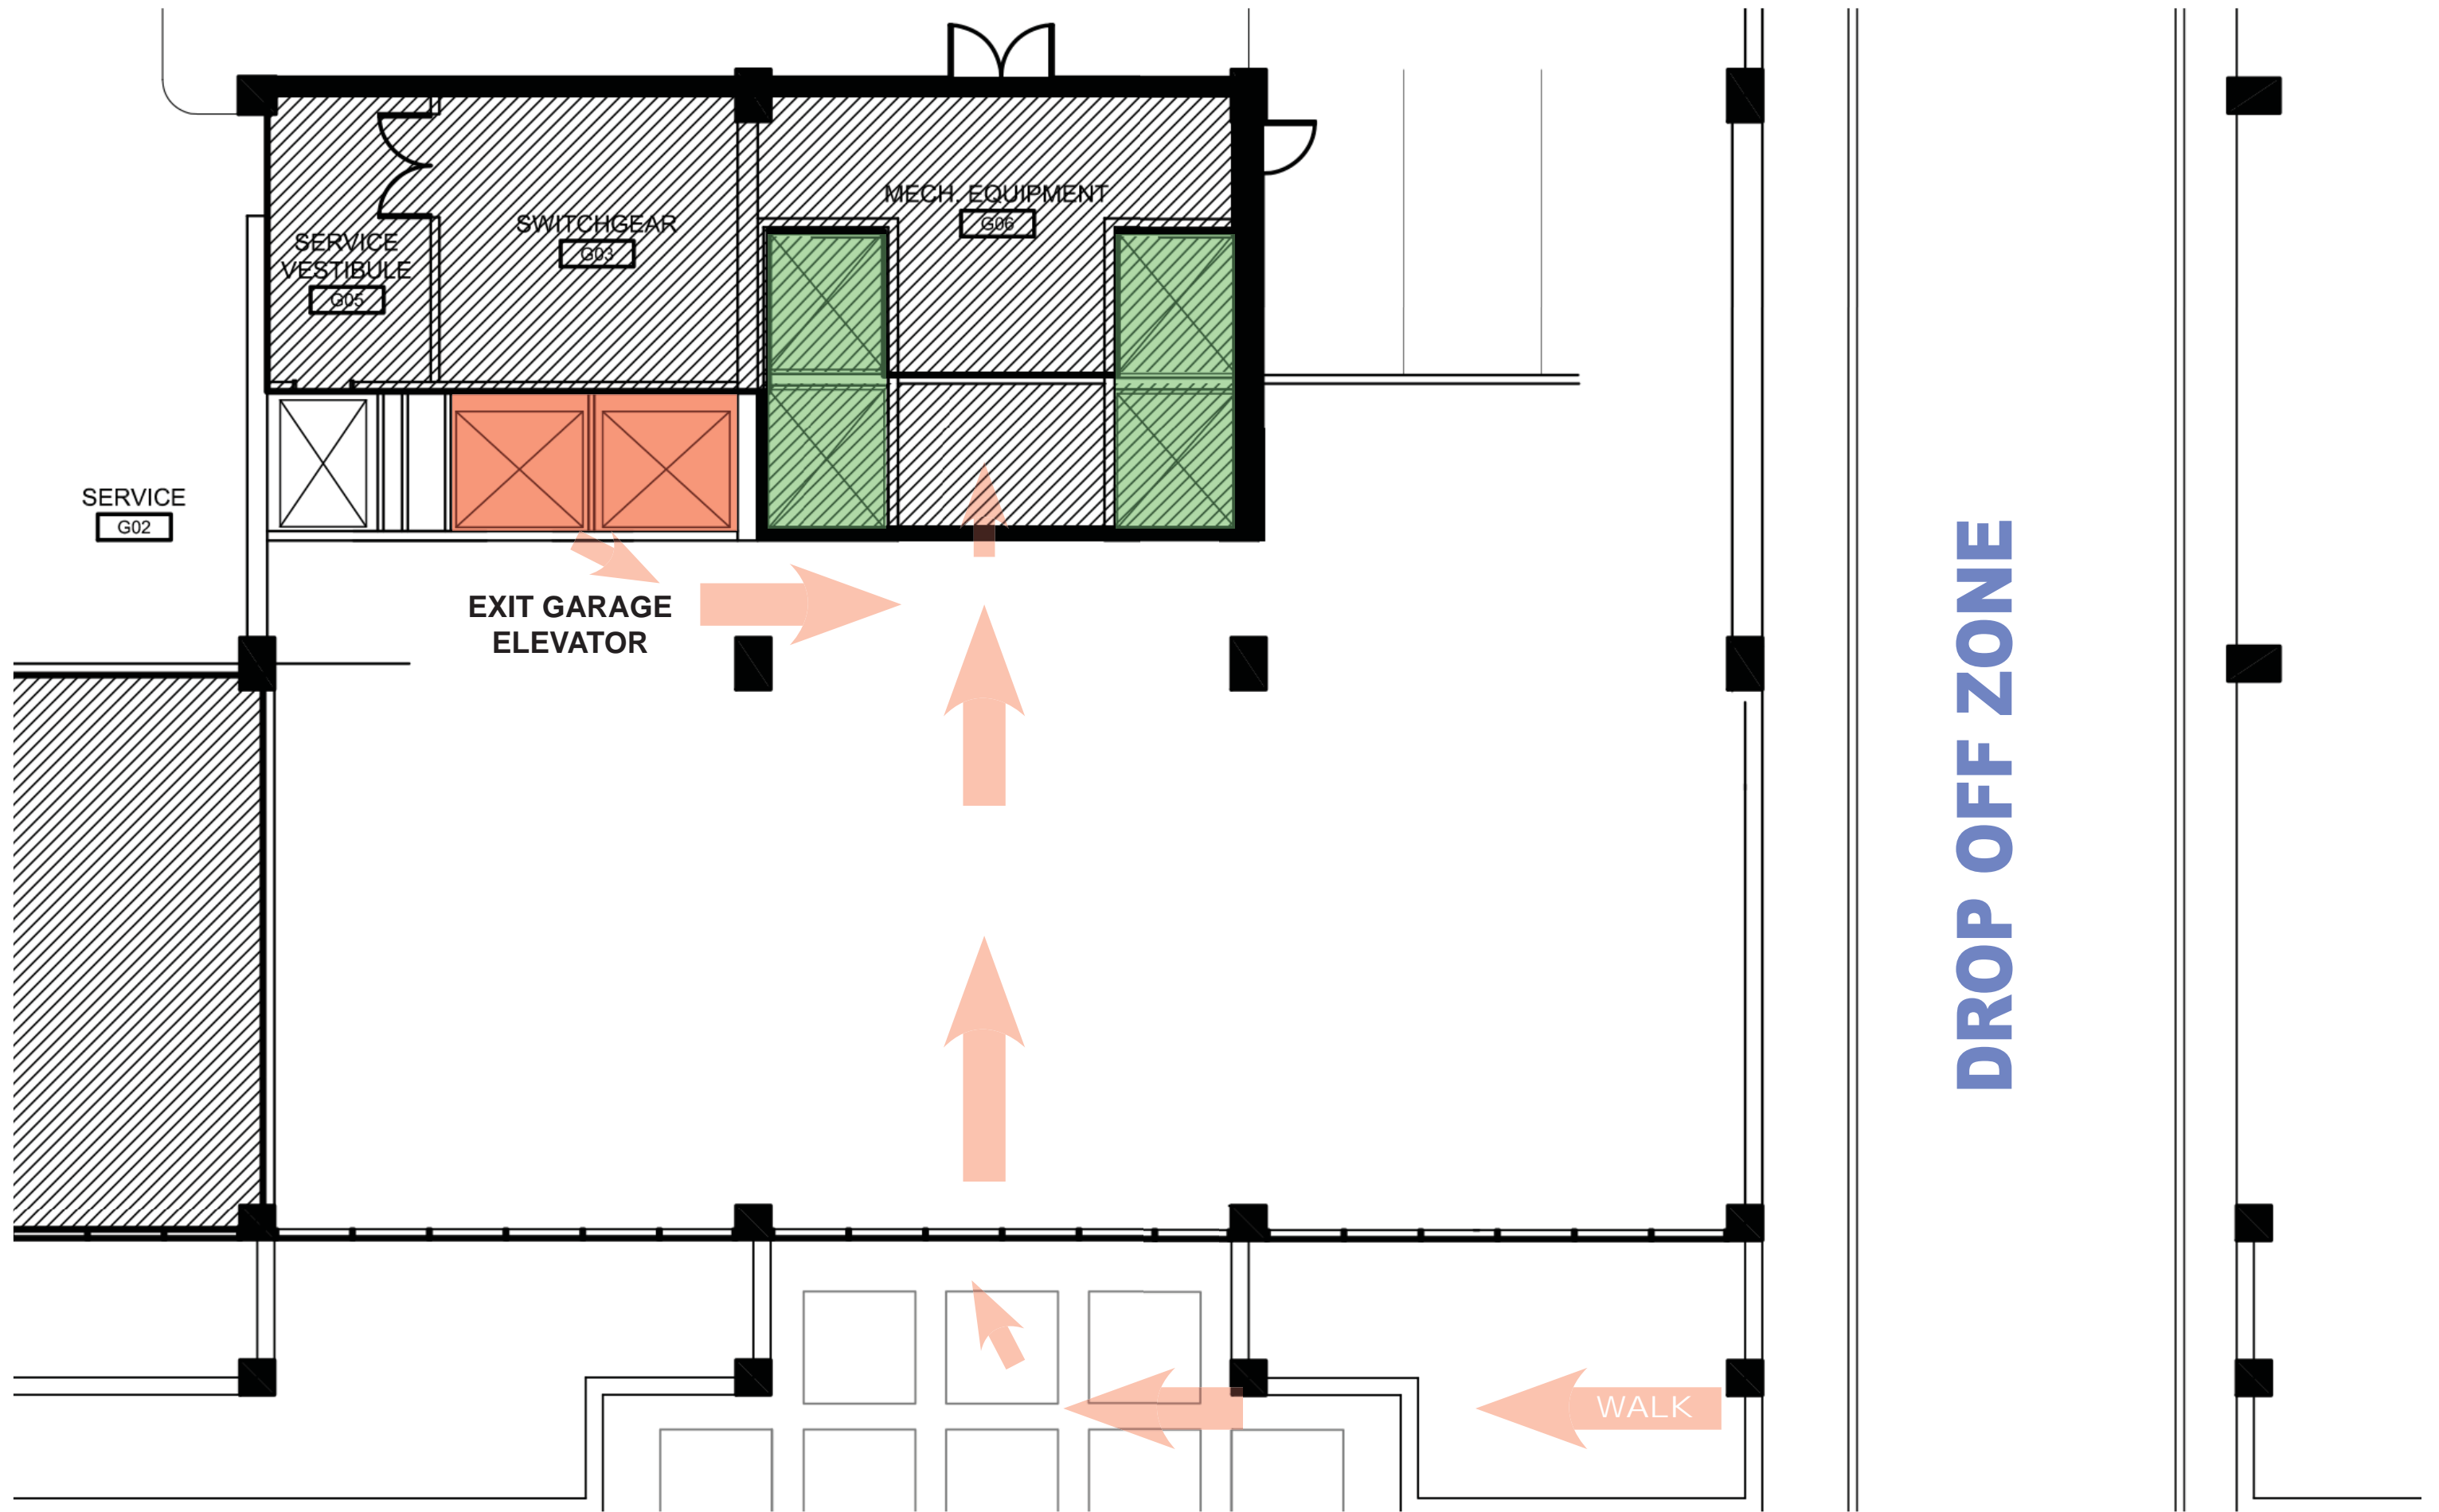 MECH. EQUIPMENT
G06
SWITCHGEAR
G03
SERVICE
VESTIBULE
G05
SERVICE
G02
EXIT GARAGE
ELEVATOR
DROP OFF ZONE
WALK